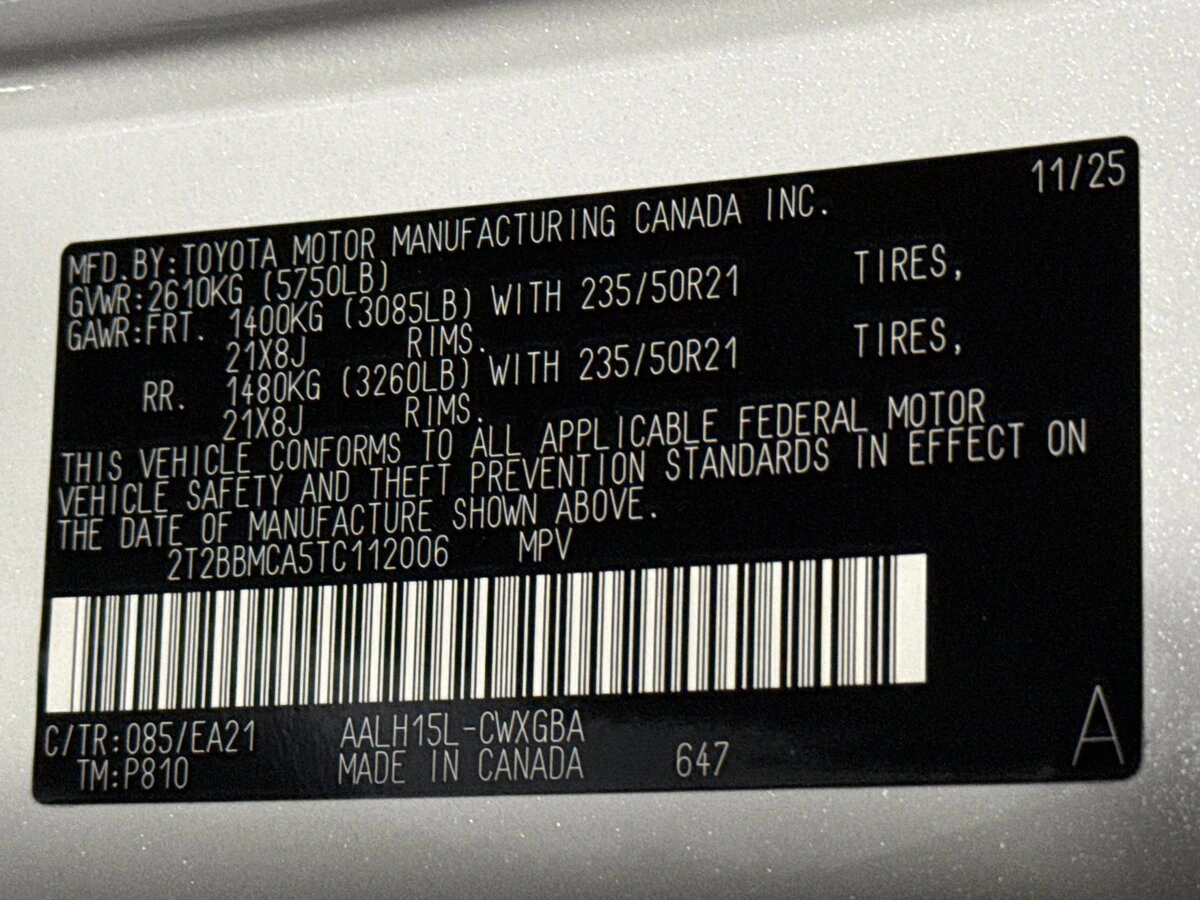 11/25
MFD.BY:TOYOTA MOTOR MANUFACTURING CANADA INC.
GVWR:2610KG (5750LB)
GAWR:FRT. 1400KG (3085LB) WITH 235/50R21 TIRES,
21X8J RIMS.
RR. 1480KG (3260LB) WITH 235/50R21 TIRES,
21X8J RIMS.
THIS VEHICLE CONFORMS TO ALL APPLICABLE FEDERAL MOTOR
VEHICLE SAFETY AND THEFT PREVENTION STANDARDS IN EFFECT ON
THE DATE OF MANUFACTURE SHOWN ABOVE.
2T2BBMCA5TC112006 MPV
C/TR:085/EA21 AALH15L-CWXGBA
TM:P810 MADE IN CANADA 647
A